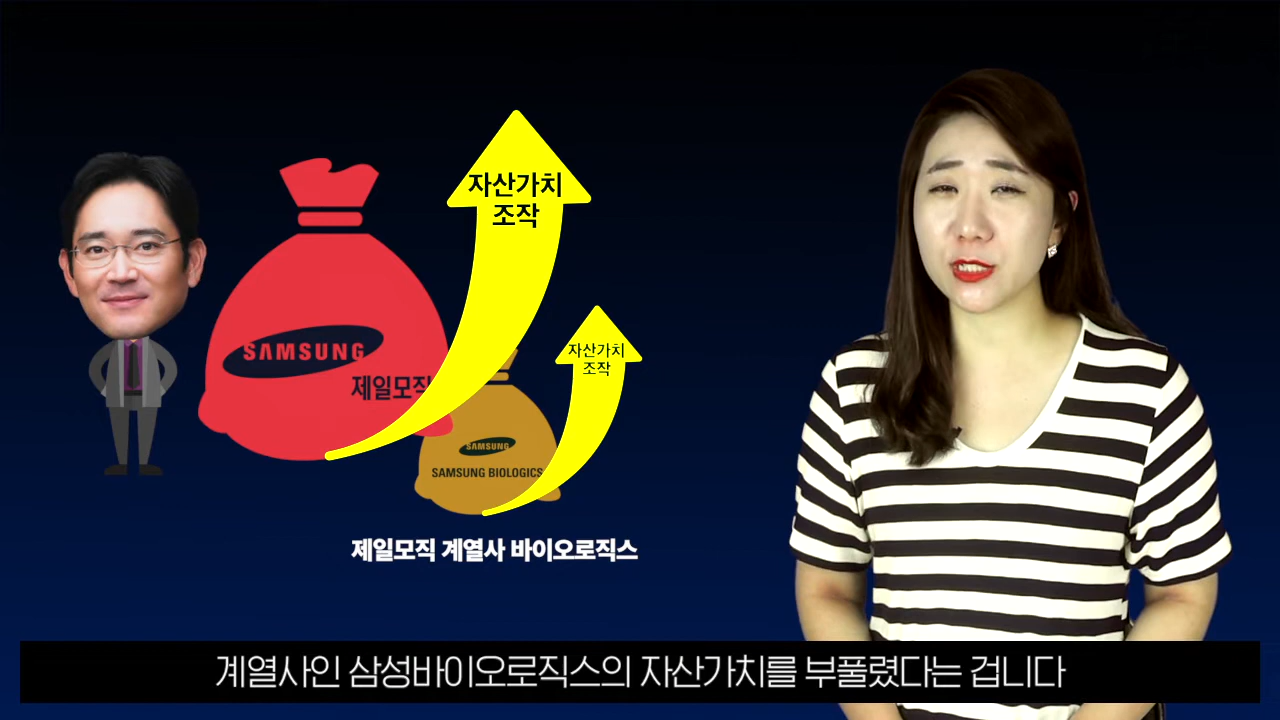 자산가치
조작
SAMSUNG
제일모직
자산가치
조작
SAMSUNG
SAMSUNG BIOLOGICS
제일모직 계열사 바이오로직스
계열사인 삼성바이오로직스의 자산가치를 부풀렸다는 겁니다